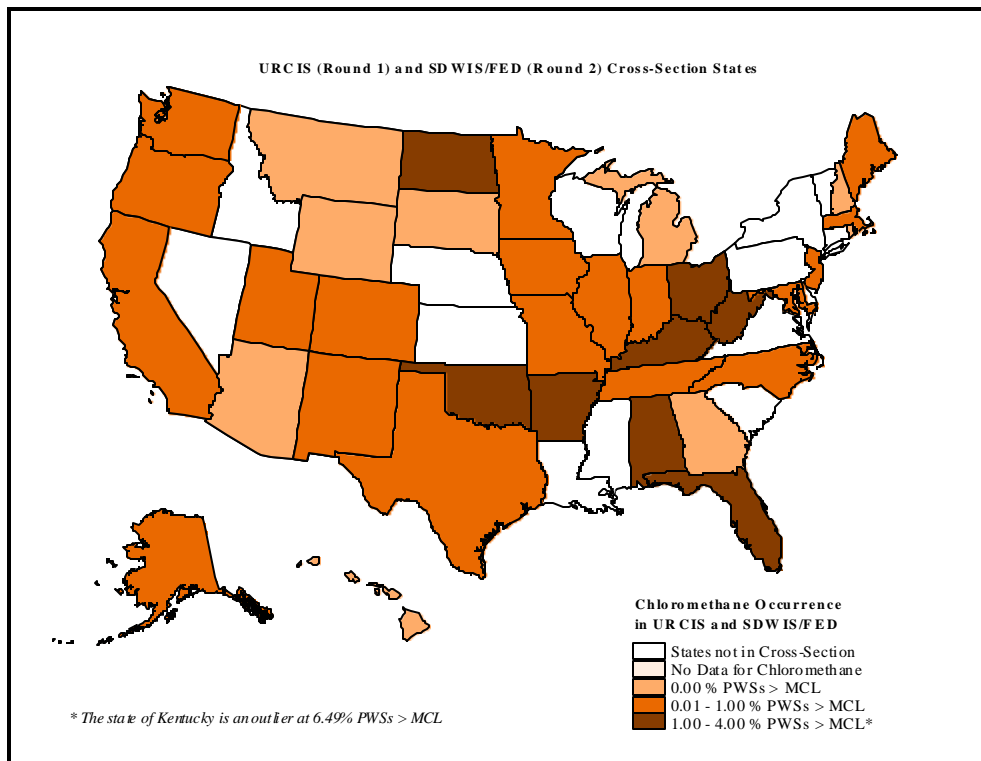 URCIS (Round 1) and SDWIS/FED (Round 2) Cross-Section States
Chloromethane Occurrence
in URCIS and SDWIS/FED
States not in Cross-Section
No Data for Chloromethane
0.00 % PWSs > MCL
0.01 - 1.00 % PWSs > MCL
1.00 - 4.00 % PWSs > MCL*
* The state of Kentucky is an outlier at 6.49% PWSs > MCL